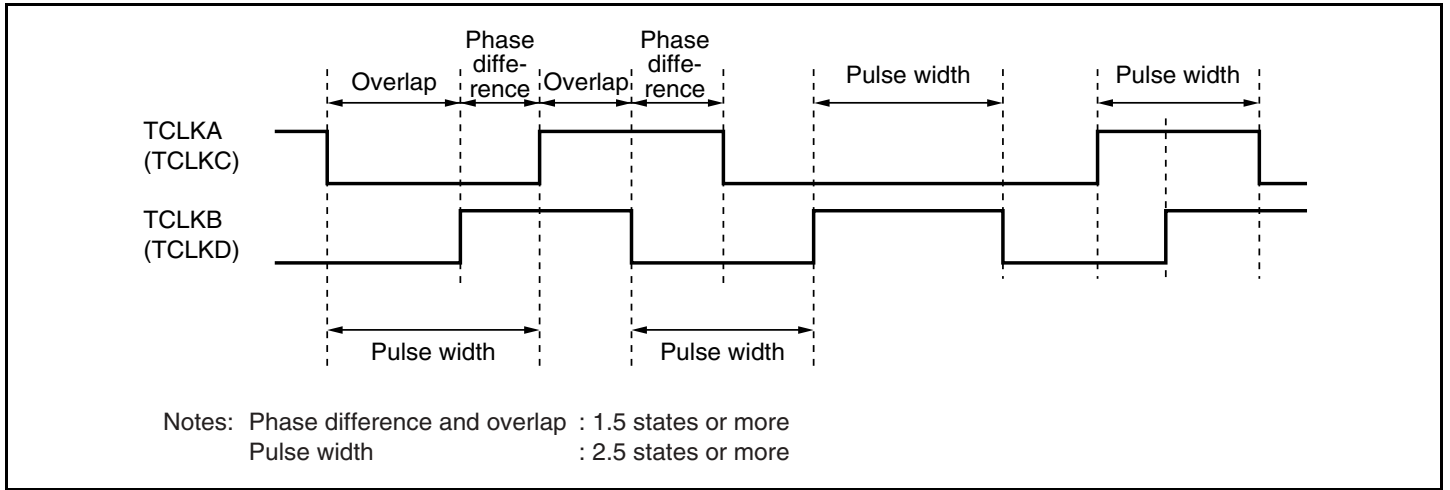 Phase
diffe-
rence
Phase
diffe-
rence
Overlap
Overlap
Pulse width
Pulse width
TCLKA
(TCLKC)
TCLKB
(TCLKD)
Pulse width
Pulse width
Notes: Phase difference and overlap : 1.5 states or more
Pulse width : 2.5 states or more